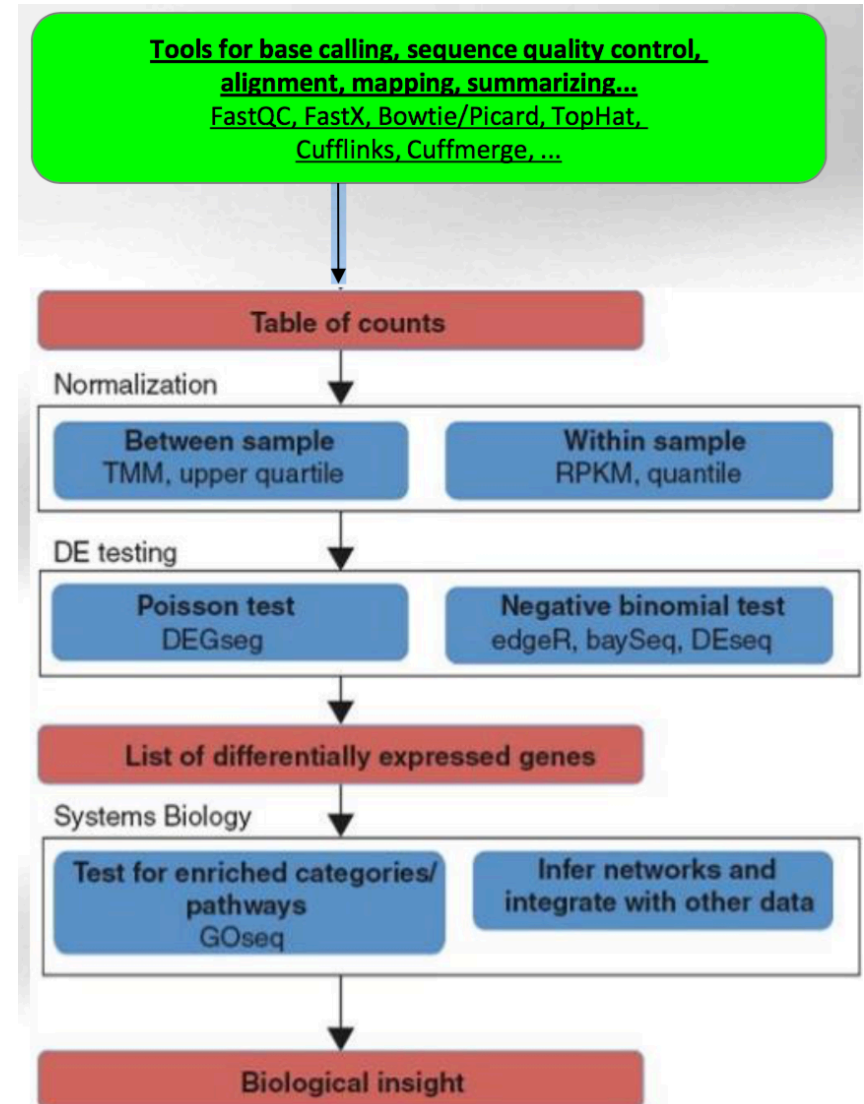 Tools for base calling, sequence quality control,
alignment, mapping, summarizing...
FastQC, FastX, Bowtie/Picard, TopHat,
Cufflinks, Cuffmerge, ...
Table of counts
Normalization
Between sample
TMM, upper quartile
Within sample
RPKM, quantile
DE testing
Poisson test
DEGseg
Negative binomial test
edgeR, baySeq, DEseq
List of differentially expressed genes
Systems Biology
Test for enriched categories/
pathways
GOseq
Infer networks and
integrate with other data
Biological insight